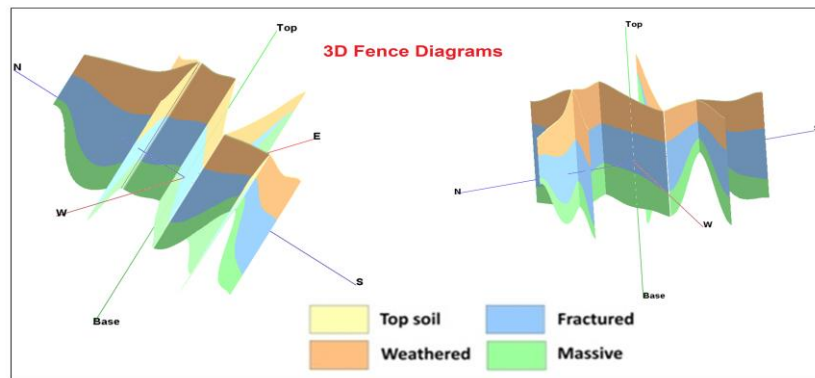 3D Fence Diagrams
Top
N
E
W
S
Base
Top
N
W
Base
Top soil
Fractured
Weathered
Massive